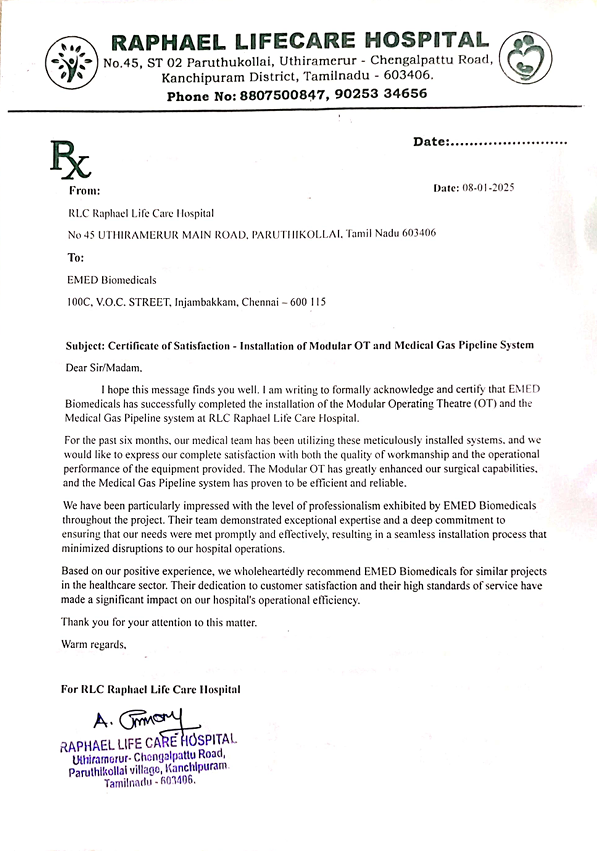 RAPHAEL LIFECARE HOSPITAL
No.45, ST 02 Paruthukollai, Uthiramerur - Chengalpattu Road,
Kanchipuram District, Tamilnadu - 603406.
Phone No: 8807500847, 90253 34656
Date:..........................
Rx
From:
Date: 08-01-2025
RLC Raphael Life Care Hospital
No 45 UTHIRAMERUR MAIN ROAD, PARUTHIKOLLAI, Tamil Nadu 603406
To:
EMED Biomedicals
100C, V.O.C. STREET, Injambakkam, Chennai – 600 115
Subject: Certificate of Satisfaction - Installation of Modular OT and Medical Gas Pipeline System
Dear Sir/Madam,
I hope this message finds you well. I am writing to formally acknowledge and certify that EMED
Biomedicals has successfully completed the installation of the Modular Operating Theatre (OT) and the
Medical Gas Pipeline system at RLC Raphael Life Care Hospital.
For the past six months, our medical team has been utilizing these meticulously installed systems, and we
would like to express our complete satisfaction with both the quality of workmanship and the operational
performance of the equipment provided. The Modular OT has greatly enhanced our surgical capabilities,
and the Medical Gas Pipeline system has proven to be efficient and reliable.
We have been particularly impressed with the level of professionalism exhibited by EMED Biomedicals
throughout the project. Their team demonstrated exceptional expertise and a deep commitment to
ensuring that our needs were met promptly and effectively, resulting in a seamless installation process that
minimized disruptions to our hospital operations.
Based on our positive experience, we wholeheartedly recommend EMED Biomedicals for similar projects
in the healthcare sector. Their dedication to customer satisfaction and their high standards of service have
made a significant impact on our hospital's operational efficiency.
Thank you for your attention to this matter.
Warm regards,
For RLC Raphael Life Care Hospital
A.
RAPHAEL LIFE CARE HOSPITAL
Uthiramerur- Chengalpattu Road,
Paruthikollai village, Kanchipuram.
Tamilnadu - 603406.